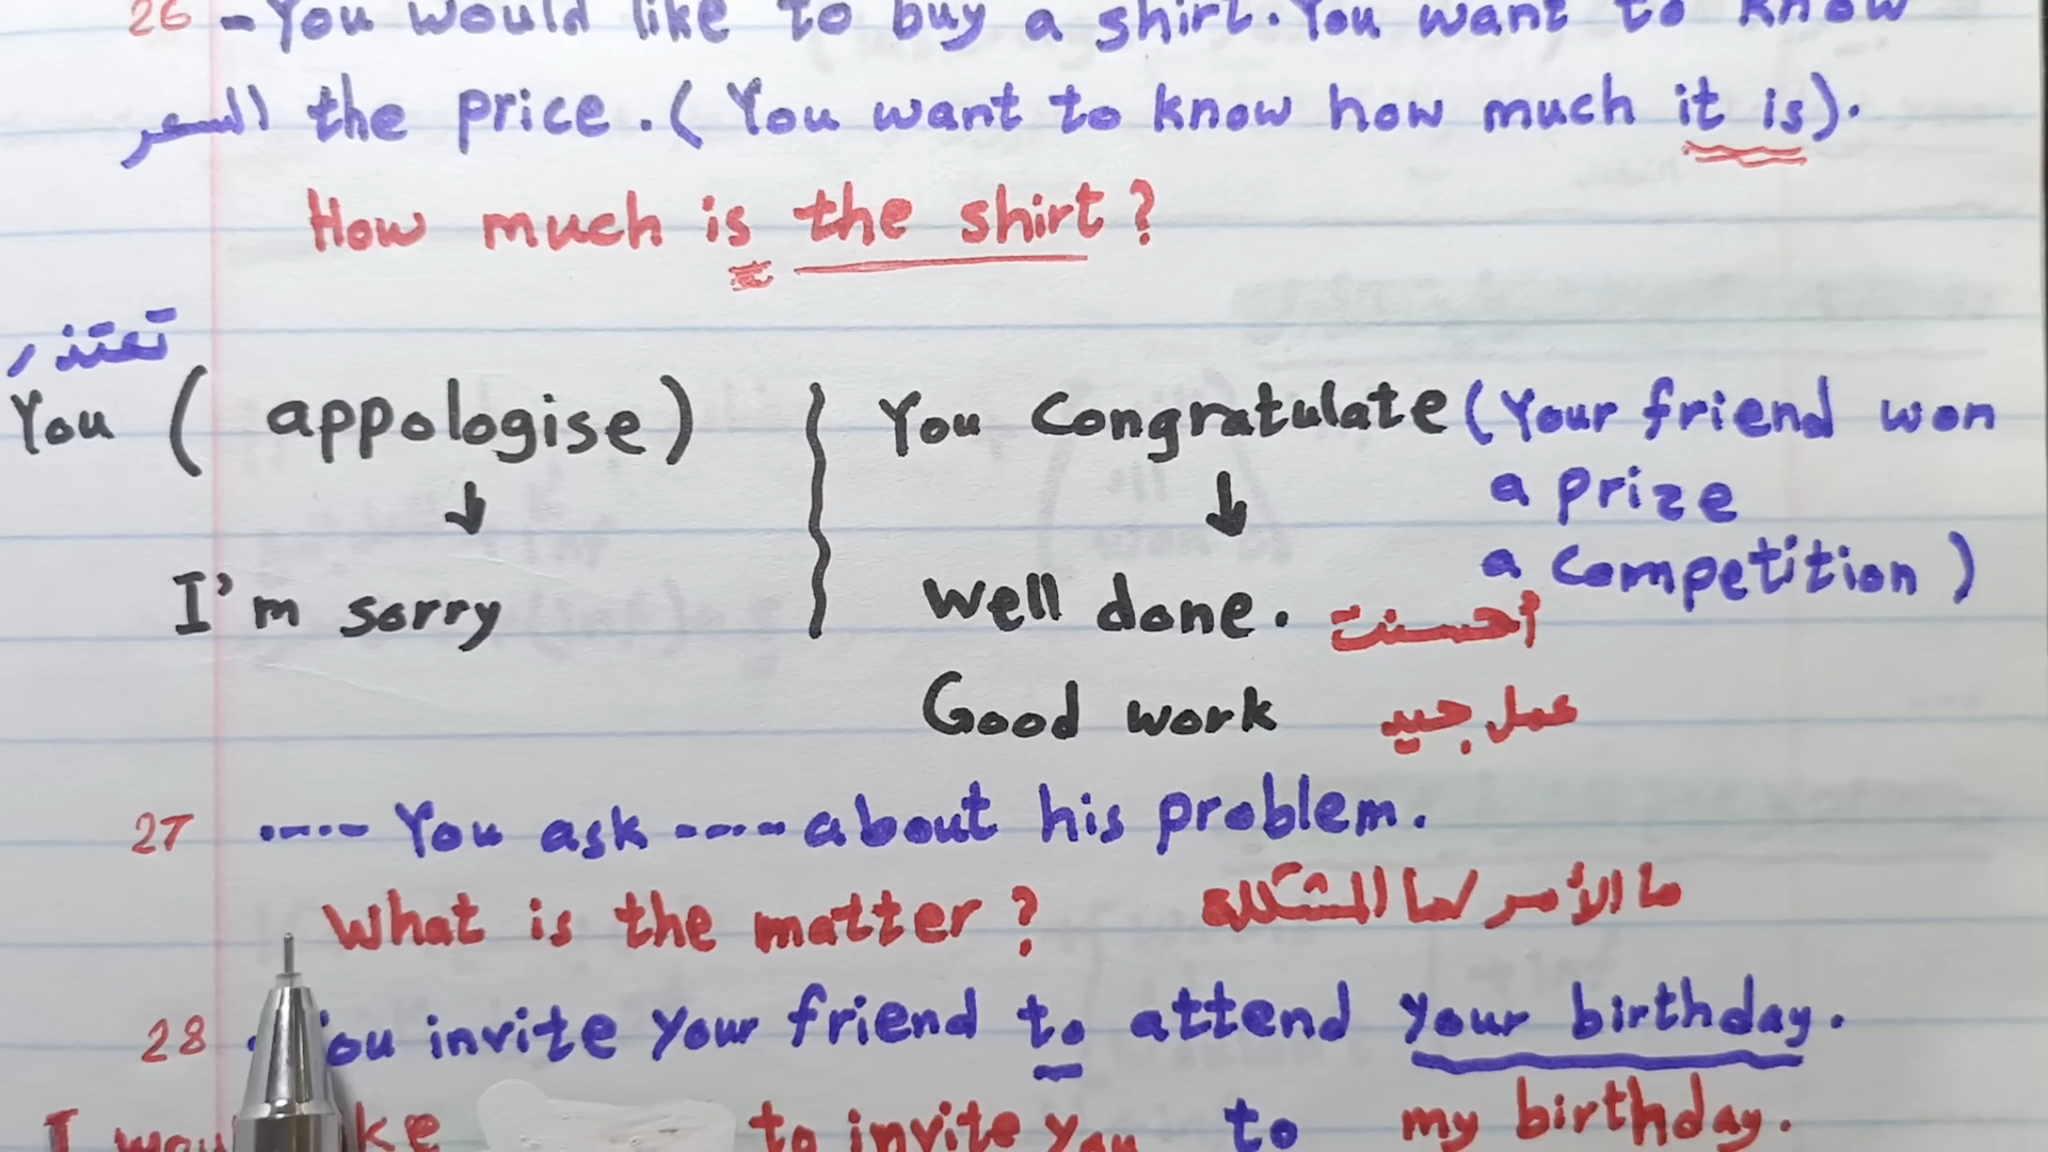 26 - You would like to buy a shirt. You want to know
السعر the price. ( You want to know how much it is ).
How much is the shirt?
تعتذر
You ( appologise ) You Congratulate ( Your friend won
a prize
a competition )
I'm sorry Well done. أحسنت
Good work عمل جيد
27 ----- You ask ----- about his problem.
What is the matter? ما الأمر / ما المشكلة
28 You invite your friend to attend your birthday.
I to invite you to my birthday.